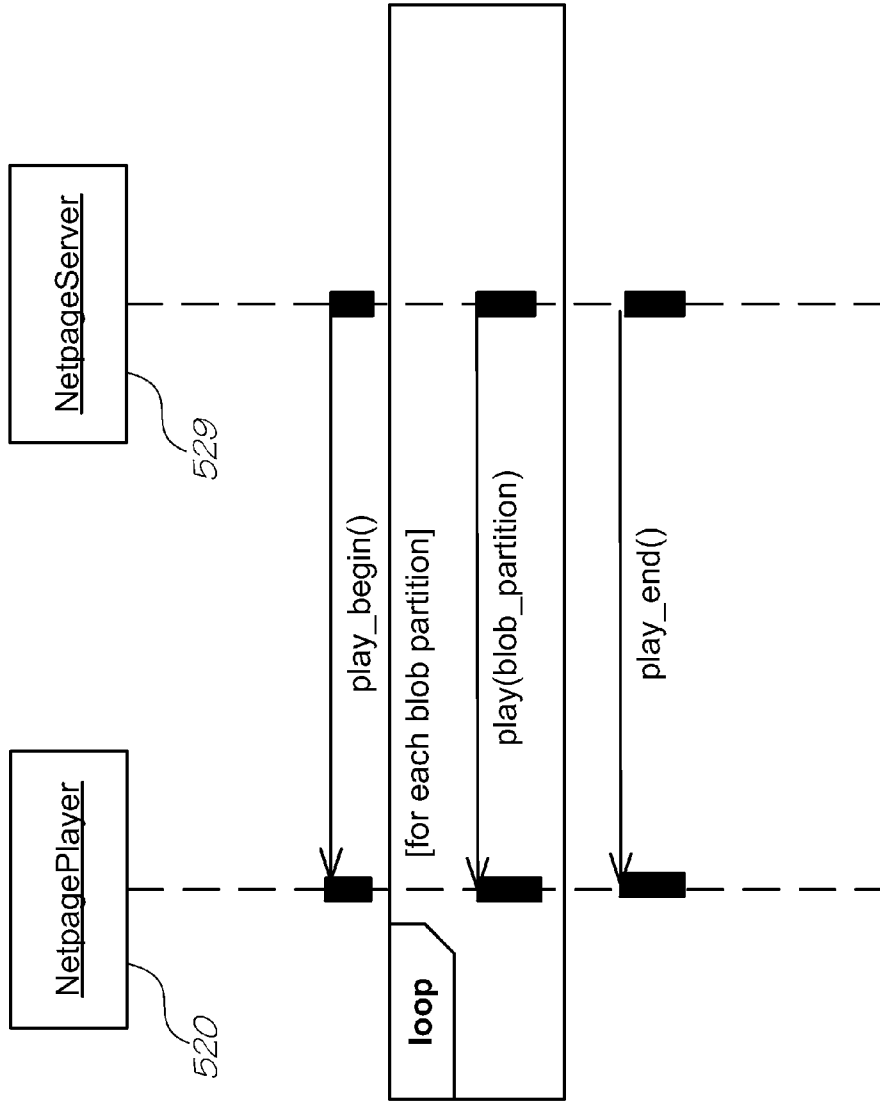 NetpagePlayer
NetpageServer
520
529
play_begin()
loop
[for each blob partition]
play(blob_partition)
play_end()